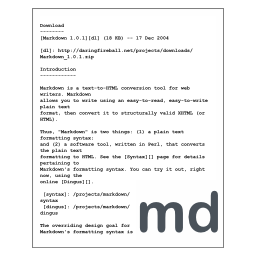 Download
--------
[Markdown 1.0.1][dl] (18 KB) -- 17 Dec 2004
[dl]: http://daringfireball.net/projects/downloads/
Markdown_1.0.1.zip
Introduction
------------
Markdown is a text-to-HTML conversion tool for web
writers. Markdown
allows you to write using an easy-to-read, easy-to-write
plain text
format, then convert it to structurally valid XHTML (or
HTML).
Thus, "Markdown" is two things: (1) a plain text
formatting syntax;
and (2) a software tool, written in Perl, that converts
the plain text
formatting to HTML. See the [Syntax][] page for details
pertaining to
Markdown's formatting syntax. You can try it out, right
now, using the
online [Dingus][].
[syntax]: /projects/markdown/
syntax
[dingus]: /projects/markdown/
dingus
The overriding design goal for
Markdown's formatting syntax is
md